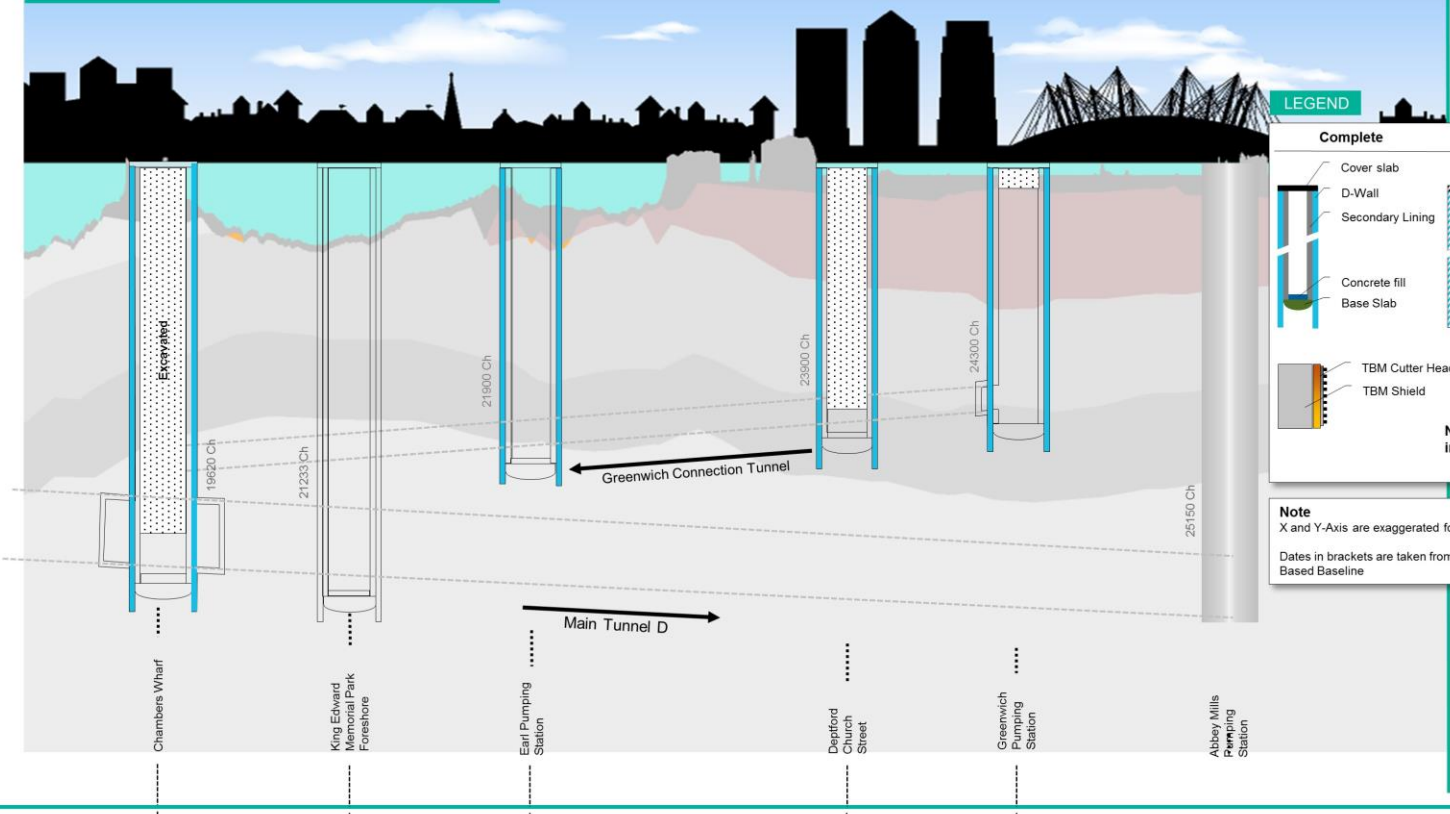 LEGEND
Complete
Cover slab
D-Wall
Secondary Lining
Concrete fill
Base Slab
TBM Cutter Hea
TBM Shield
N
i
Note
X and Y-Axis are exaggerated fo
Dates in brackets are taken from
Based Baseline
Excavated
19620 Ch
21233 Ch
21900 Ch
23900 Ch
24300 Ch
25150 Ch
Greenwich Connection Tunnel
Main Tunnel D
Chambers Wharf
King Edward
Memorial Park
Foreshore
Earl Pumping
Station
Deptford
Church
Street
Greenwich
Pumping
Station
Abbey Mills
Pumping
Station